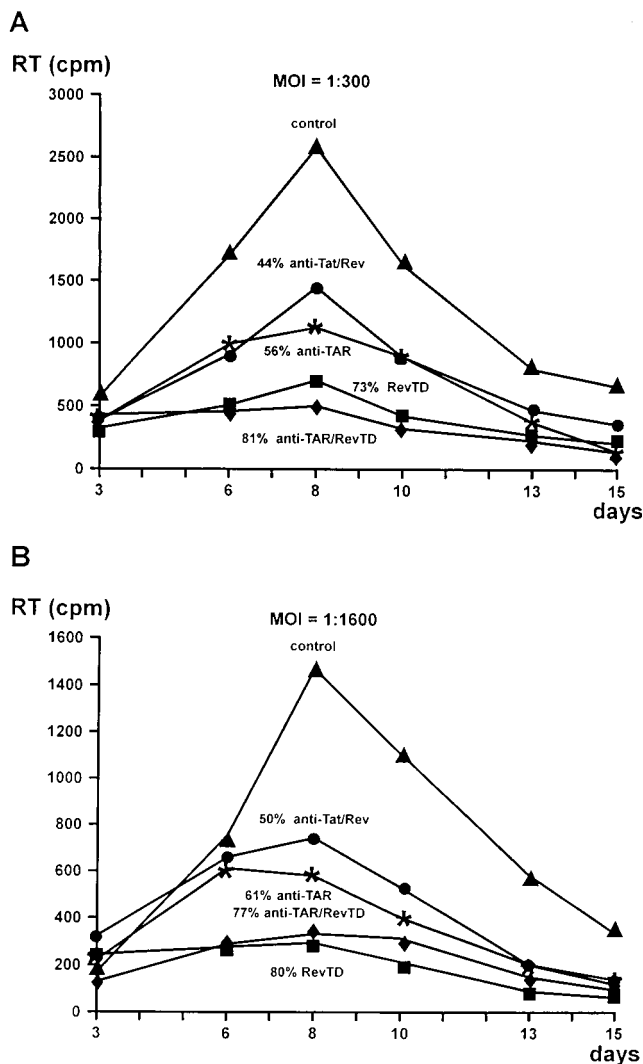 A
RT (cpm)
MOI = 1:300
3000
control
2500
2000
44% anti-Tat/Rev
1500
1000
56% anti-TAR
73% RevTD
500
81% anti-TAR/RevTD
0
3 6 8 10 13 15
days
B
RT (cpm)
MOI = 1:1600
1600
control
1400
1200
1000
800
50% anti-Tat/Rev
600
61% anti-TAR
400
77% anti-TAR/RevTD
200
80% RevTD
0
3 6 8 10 13 15
days